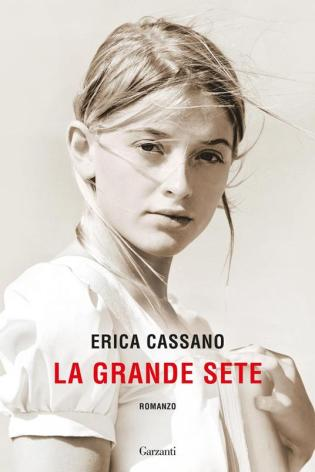 ERICA CASSANO
LA GRANDE SETE
ROMANZO
Garzanti